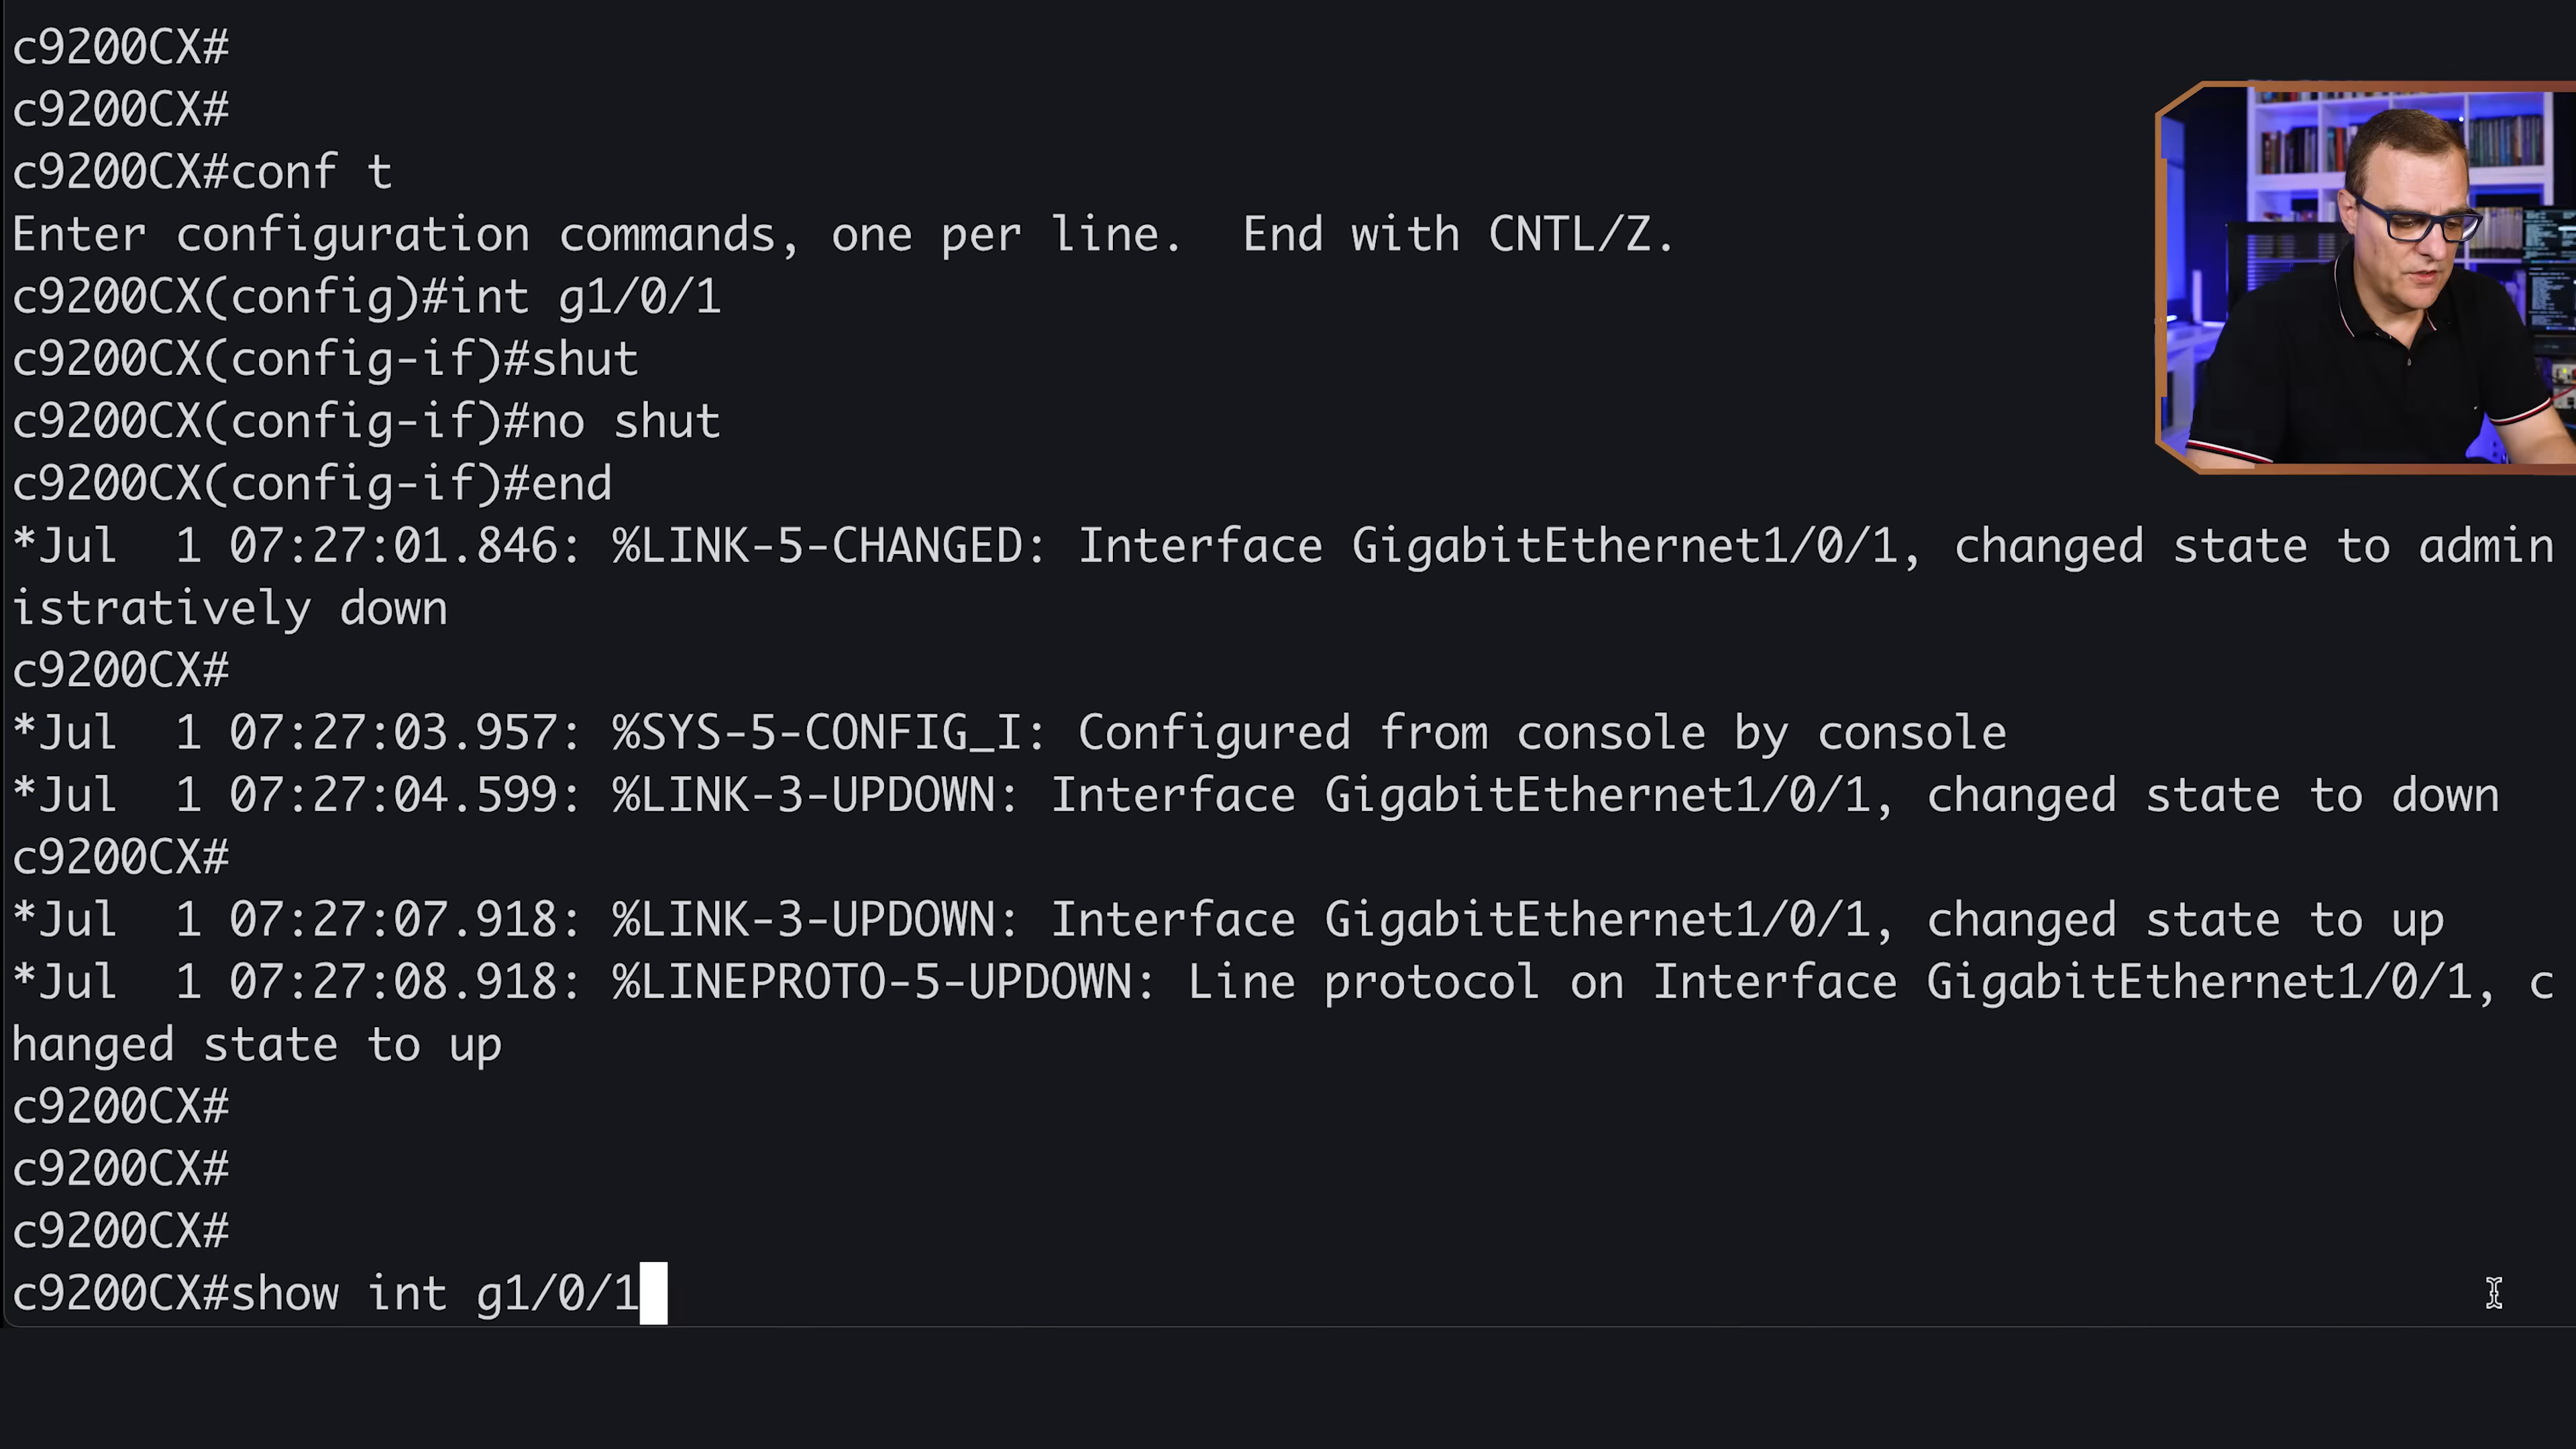 c9200CX#
c9200CX#
c9200CX#conf t
Enter configuration commands, one per line.  End with CNTL/Z.
c9200CX(config)#int g1/0/1
c9200CX(config-if)#shut
c9200CX(config-if)#no shut
c9200CX(config-if)#end
*Jul  1 07:27:01.846: %LINK-5-CHANGED: Interface GigabitEthernet1/0/1, changed state to admin
istratively down
c9200CX#
*Jul  1 07:27:03.957: %SYS-5-CONFIG_I: Configured from console by console
*Jul  1 07:27:04.599: %LINK-3-UPDOWN: Interface GigabitEthernet1/0/1, changed state to down
c9200CX#
*Jul  1 07:27:07.918: %LINK-3-UPDOWN: Interface GigabitEthernet1/0/1, changed state to up
*Jul  1 07:27:08.918: %LINEPROTO-5-UPDOWN: Line protocol on Interface GigabitEthernet1/0/1, c
hanged state to up
c9200CX#
c9200CX#
c9200CX#
c9200CX#show int g1/0/1